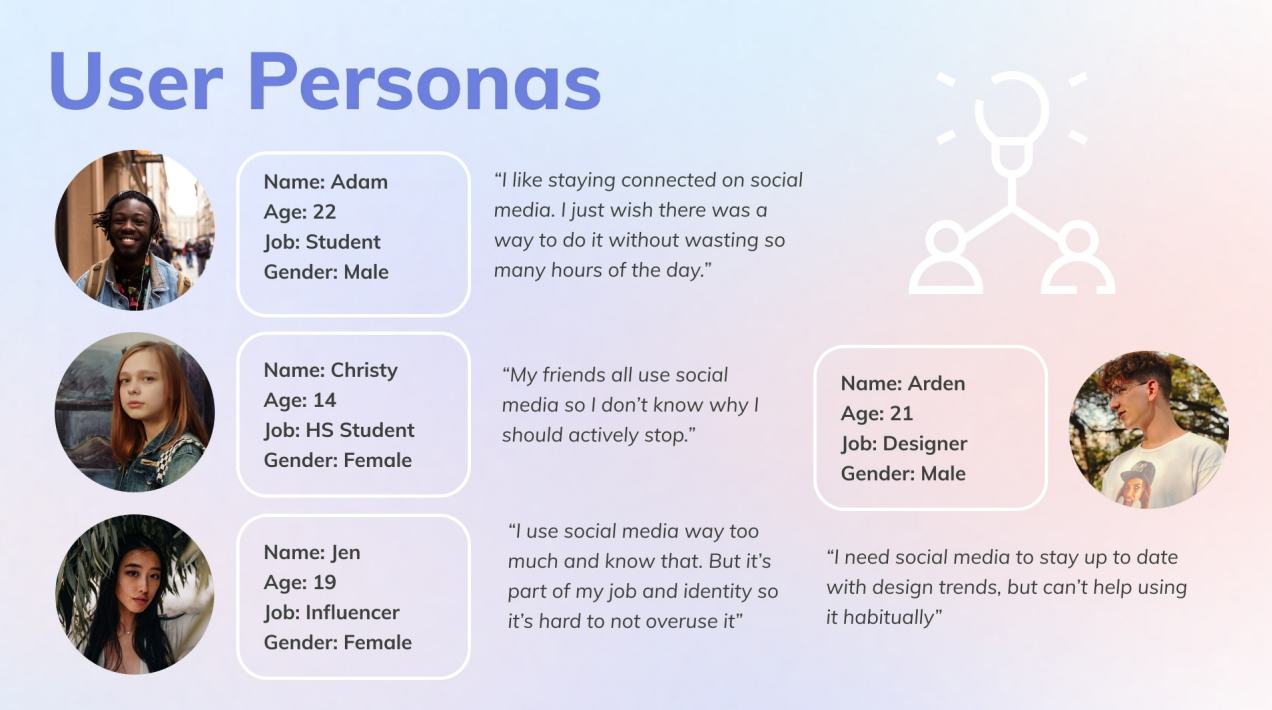 User Personas
Name: Adam
Age: 22
Job: Student
Gender: Male
“I like staying connected on social
media. I just wish there was a
way to do it without wasting so
many hours of the day.”
Name: Christy
Age: 14
Job: HS Student
Gender: Female
“My friends all use social
media so I don’t know why I
should actively stop.”
Name: Jen
Age: 19
Job: Influencer
Gender: Female
“I use social media way too
much and know that. But it’s
part of my job and identity so
it’s hard to not overuse it”
Name: Arden
Age: 21
Job: Designer
Gender: Male
“I need social media to stay up to date
with design trends, but can’t help using
it habitually”